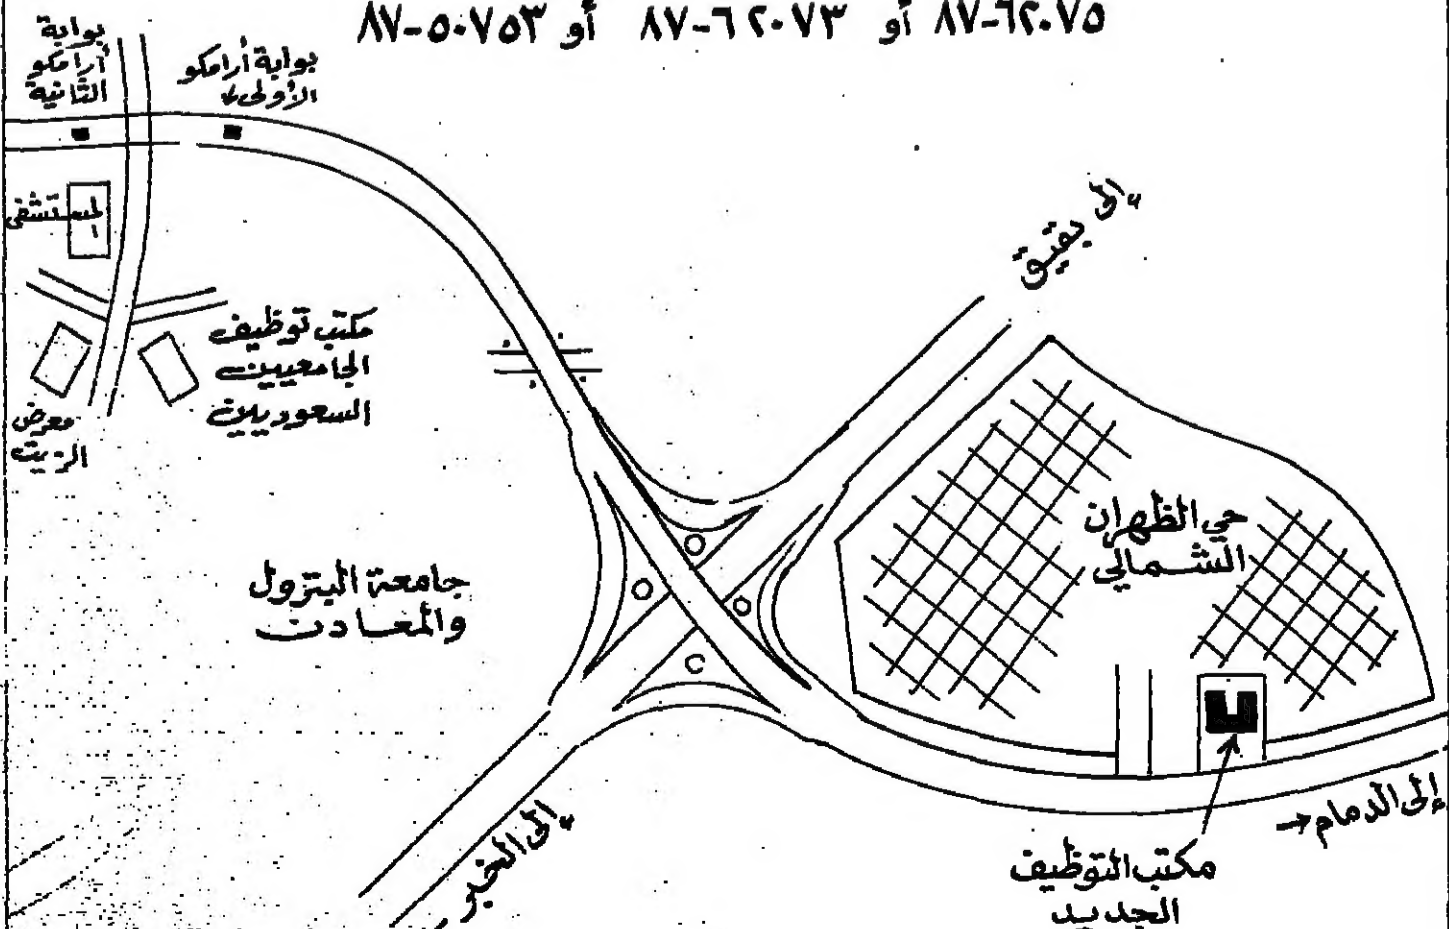 ٨٧-٦٢٠٧٥ أو ٨٧-٦٢٠٧٣ أو ٨٧-٥٠٧٥٣
بوابة أرامكو
الأولى
بوابة
أرامكو
الثانية
المستشفى
إلى بقيق
مكتب توظيف
الجامعيين
السعوديين
معرض
الزيت
حي الظهران
الشمالي
جامعة البترول
والمعادن
إلى الدمام
إلى الخبر
مكتب التوظيف
الجديد